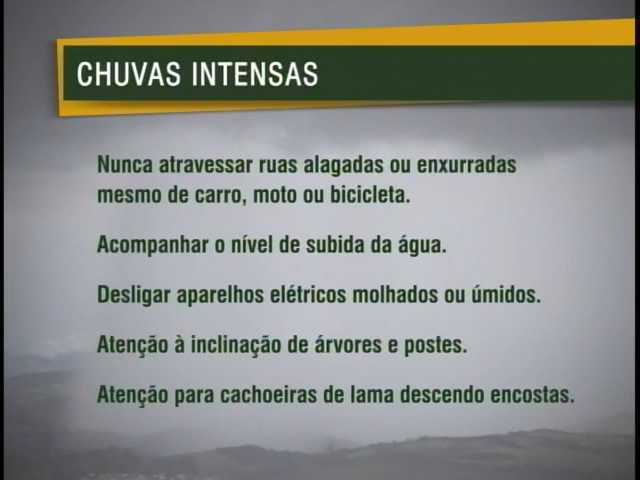 CHUVAS INTENSAS
Nunca atravessar ruas alagadas ou enxurradas
mesmo de carro, moto ou bicicleta.
Acompanhar o nível de subida da água.
Desligar aparelhos elétricos molhados ou úmidos.
Atenção à inclinação de árvores e postes.
Atenção para cachoeiras de lama descendo encostas.